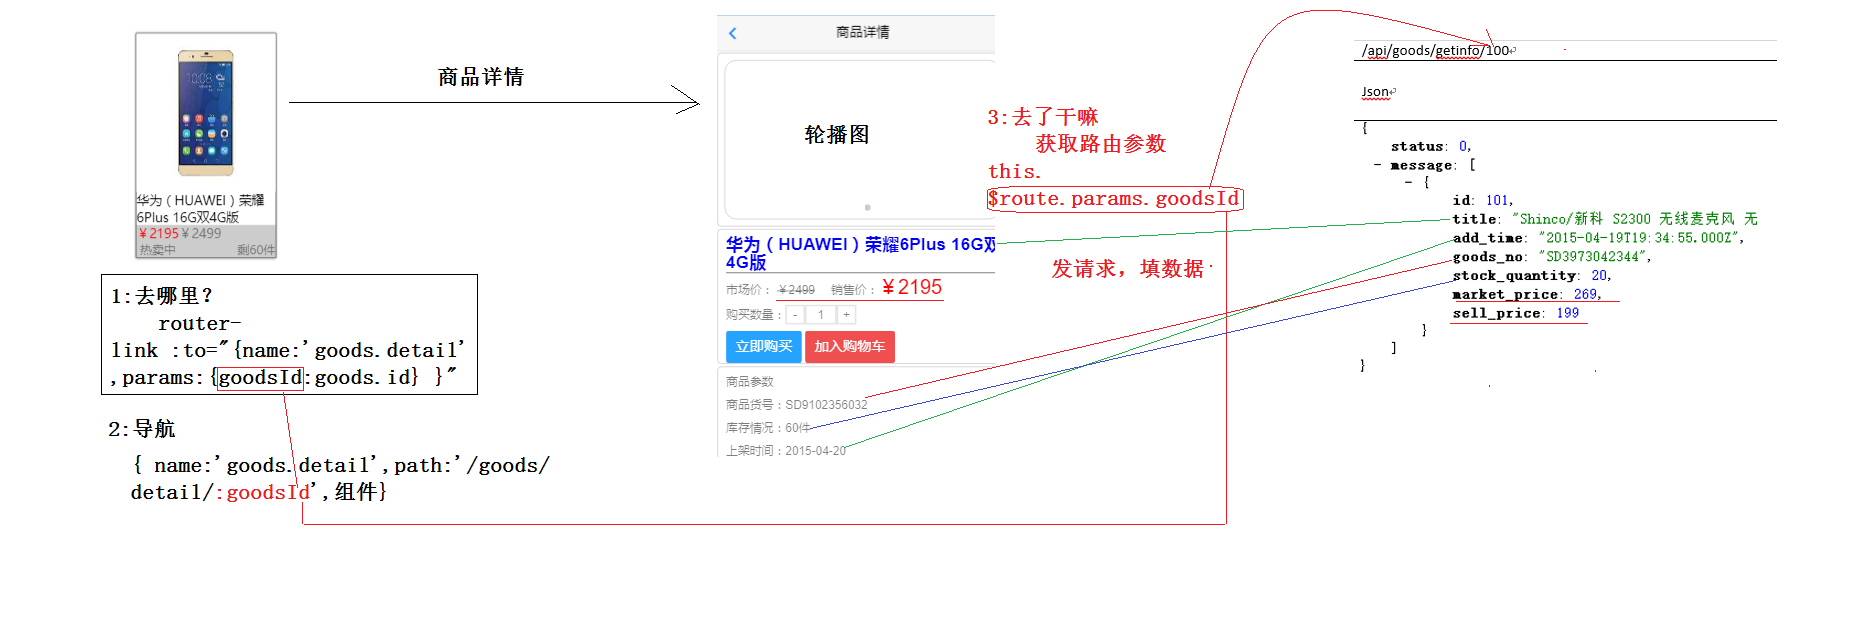 华为（HUAWEI）荣耀
6Plus 16G双4G版
￥2195 ￥2499
热卖中 剩60件
商品详情
1:去哪里?
router-
link :to="{name:'goods.detail'
,params:{goodsId:goods.id} }"
2:导航
{ name:'goods.detail',path:'/goods/
detail/:goodsId',组件}
商品详情
轮播图
华为（HUAWEI）荣耀6Plus 16G双
4G版
市场价：￥2499 销售价：￥2195
购买数量： - 1 +
立即购买 加入购物车
商品参数
商品货号：SD9102356032
库存情况：60件
上架时间：2015-04-20
3:去了干嘛
获取路由参数
this.
$route.params.goodsId
发请求，填数据
/api/goods/getinfo/100
Json
{
status: 0,
- message: [
- {
id: 101,
title: "Shinco/新科 S2300 无线麦克风 无
add_time: "2015-04-19T19:34:55.000Z",
goods_no: "SD3973042344",
stock_quantity: 20,
market_price: 269,
sell_price: 199
}
]
}